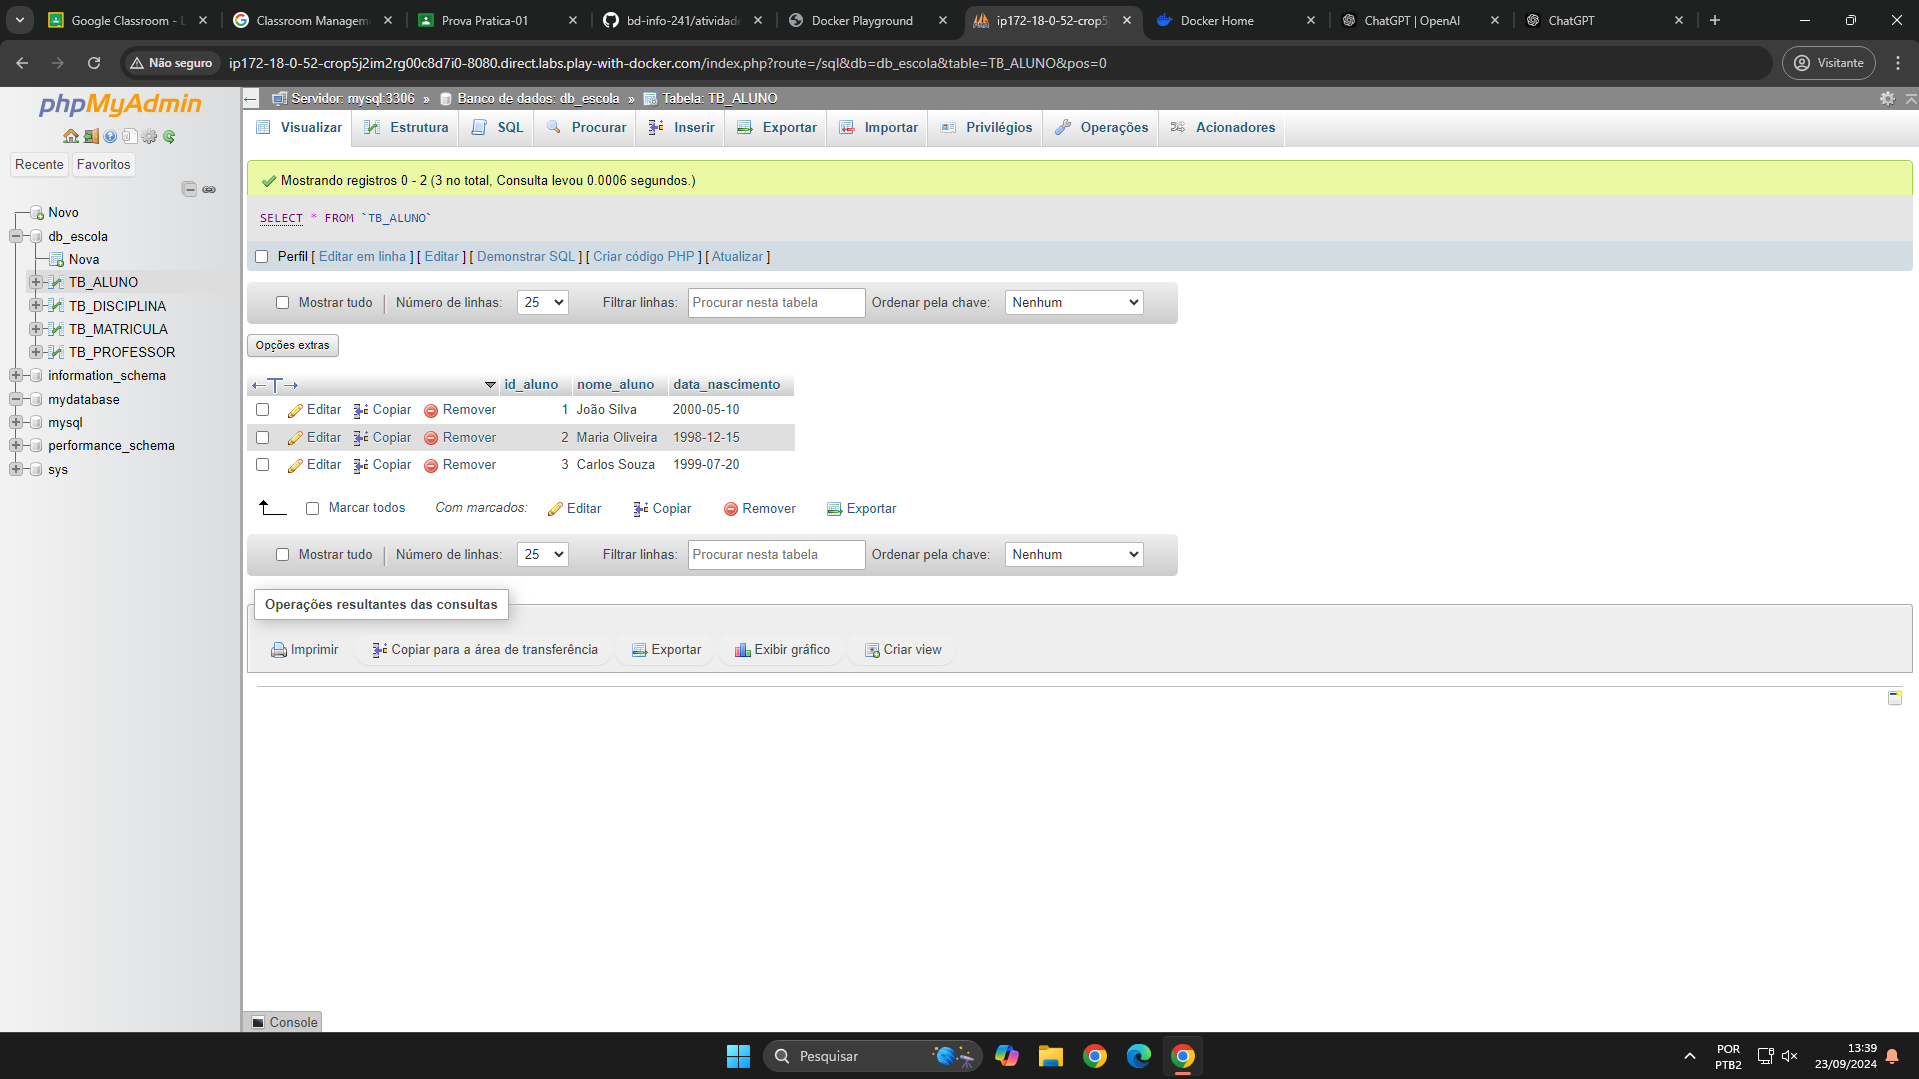 Google Classroom - L
Classroom Managem
Prova Pratica-01
bd-info-241/atividad
Docker Playground
ip172-18-0-52-crop5j
Docker Home
ChatGPT | OpenAI
ChatGPT
Não seguro
ip172-18-0-52-crop5j2im2rg00c8d7i0-8080.direct.labs.play-with-docker.com/index.php?route=/sql&db=db_escola&table=TB_ALUNO&pos=0
Visitante
phpMyAdmin
Recente Favoritos
Novo
db_escola
Nova
TB_ALUNO
TB_DISCIPLINA
TB_MATRICULA
TB_PROFESSOR
information_schema
mydatabase
mysql
performance_schema
sys
Servidor: mysql:3306 » Banco de dados: db_escola » Tabela: TB_ALUNO
Visualizar Estrutura SQL Procurar Inserir Exportar Importar Privilégios Operações Acionadores
Mostrando registros 0 - 2 (3 no total, Consulta levou 0.0006 segundos.)
SELECT * FROM `TB_ALUNO`
Perfil [ Editar em linha ] [ Editar ] [ Demonstrar SQL ] [ Criar código PHP ] [ Atualizar ]
Mostrar tudo Número de linhas: 25 Filtrar linhas: Procurar nesta tabela Ordenar pela chave: Nenhum
Opções extras
←T→ id_aluno nome_aluno data_nascimento
Editar Copiar Remover 1 João Silva 2000-05-10
Editar Copiar Remover 2 Maria Oliveira 1998-12-15
Editar Copiar Remover 3 Carlos Souza 1999-07-20
Marcar todos Com marcados: Editar Copiar Remover Exportar
Mostrar tudo Número de linhas: 25 Filtrar linhas: Procurar nesta tabela Ordenar pela chave: Nenhum
Operações resultantes das consultas
Imprimir Copiar para a área de transferência Exportar Exibir gráfico Criar view
Console
Pesquisar
POR
PTB2
13:39
23/09/2024